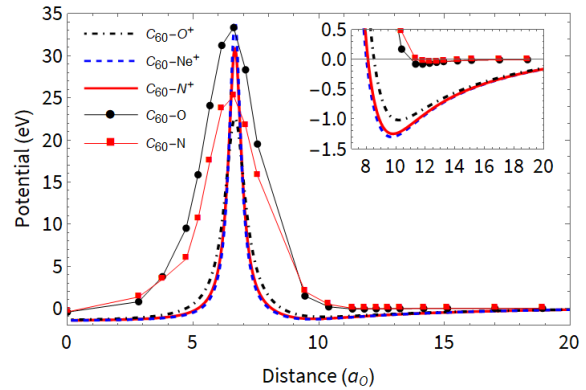 35
30
25
20
15
10
5
0
Potential (eV)
C60–O+
C60–Ne+
C60–N+
C60–O
C60–N
0.5
0.0
−0.5
−1.0
−1.5
8 10 12 14 16 18 20
0 5 10 15 20
Distance (aO)